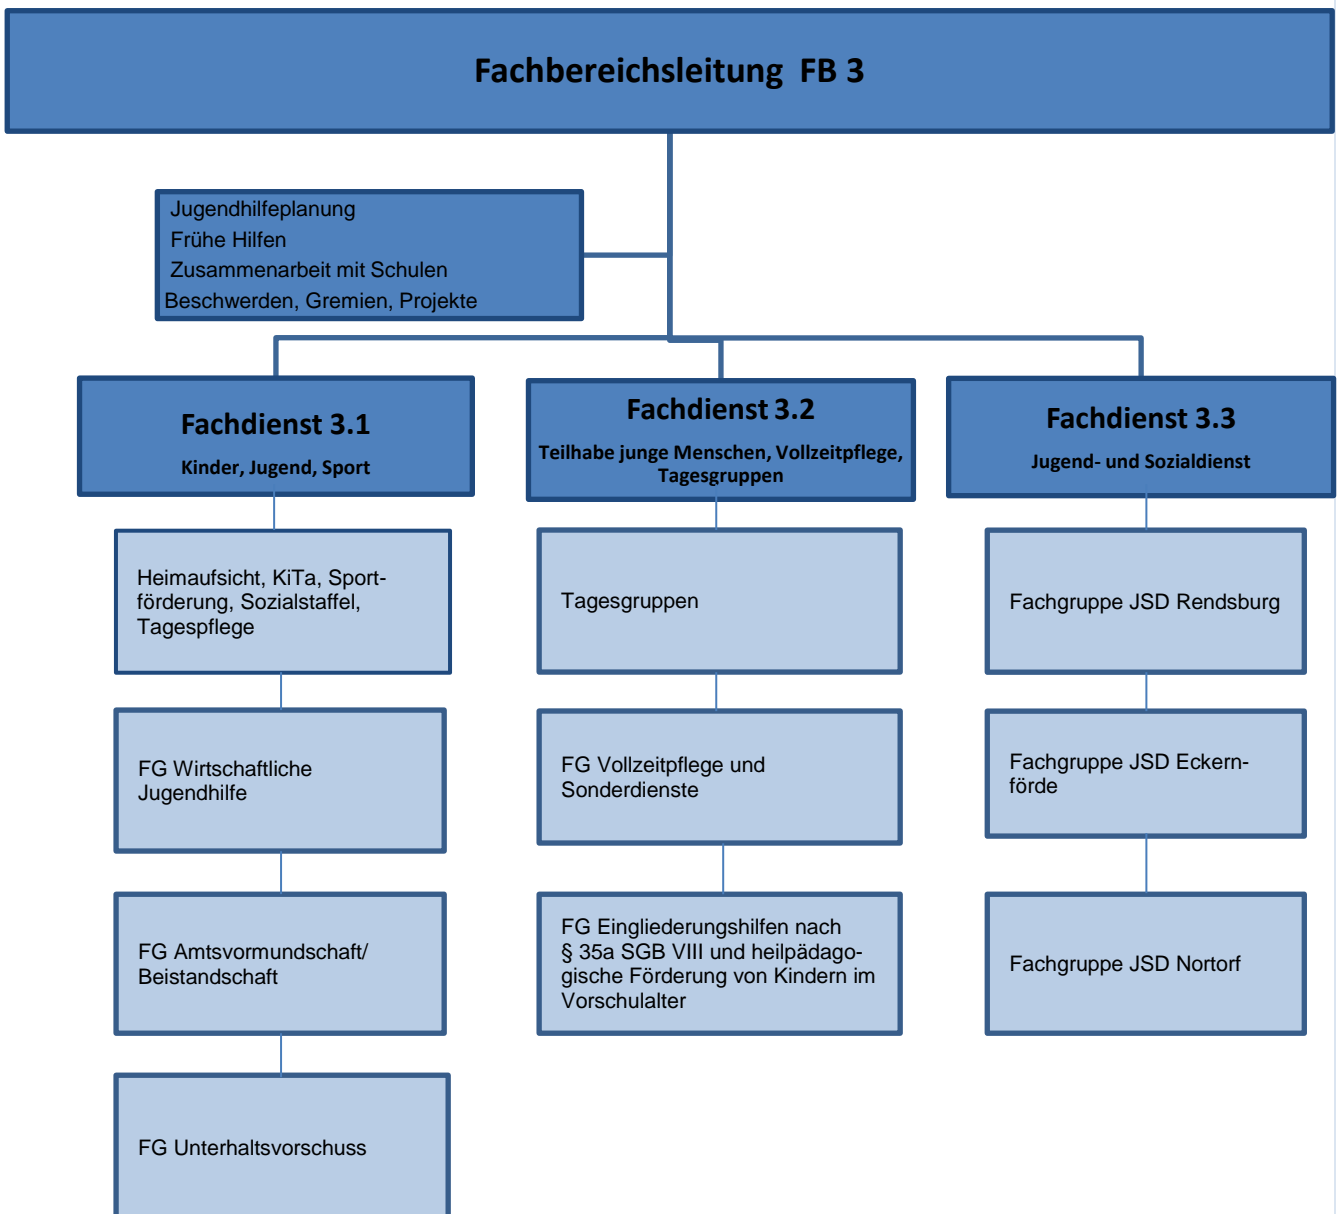 Fachbereichsleitung FB 3
Jugendhilfeplanung
Frühe Hilfen
Zusammenarbeit mit Schulen
Beschwerden, Gremien, Projekte
Fachdienst 3.1
Kinder, Jugend, Sport
Heimaufsicht, KiTa, Sport-
förderung, Sozialstaffel,
Tagespflege
FG Wirtschaftliche
Jugendhilfe
FG Amtsvormundschaft/
Beistandschaft
FG Unterhaltsvorschuss
Fachdienst 3.2
Teilhabe junge Menschen, Vollzeitpflege,
Tagesgruppen
Tagesgruppen
FG Vollzeitpflege und
Sonderdienste
FG Eingliederungshilfen nach
§ 35a SGB VIII und heilpädago-
gische Förderung von Kindern im
Vorschulalter
Fachdienst 3.3
Jugend- und Sozialdienst
Fachgruppe JSD Rendsburg
Fachgruppe JSD Eckern-
förde
Fachgruppe JSD Nortorf